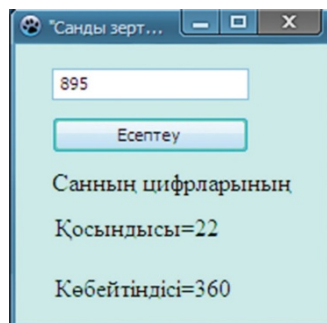 "Санды зерт...
895
Есептеу
Санның цифрларының
Қосындысы=22
Көбейтіндісі=360